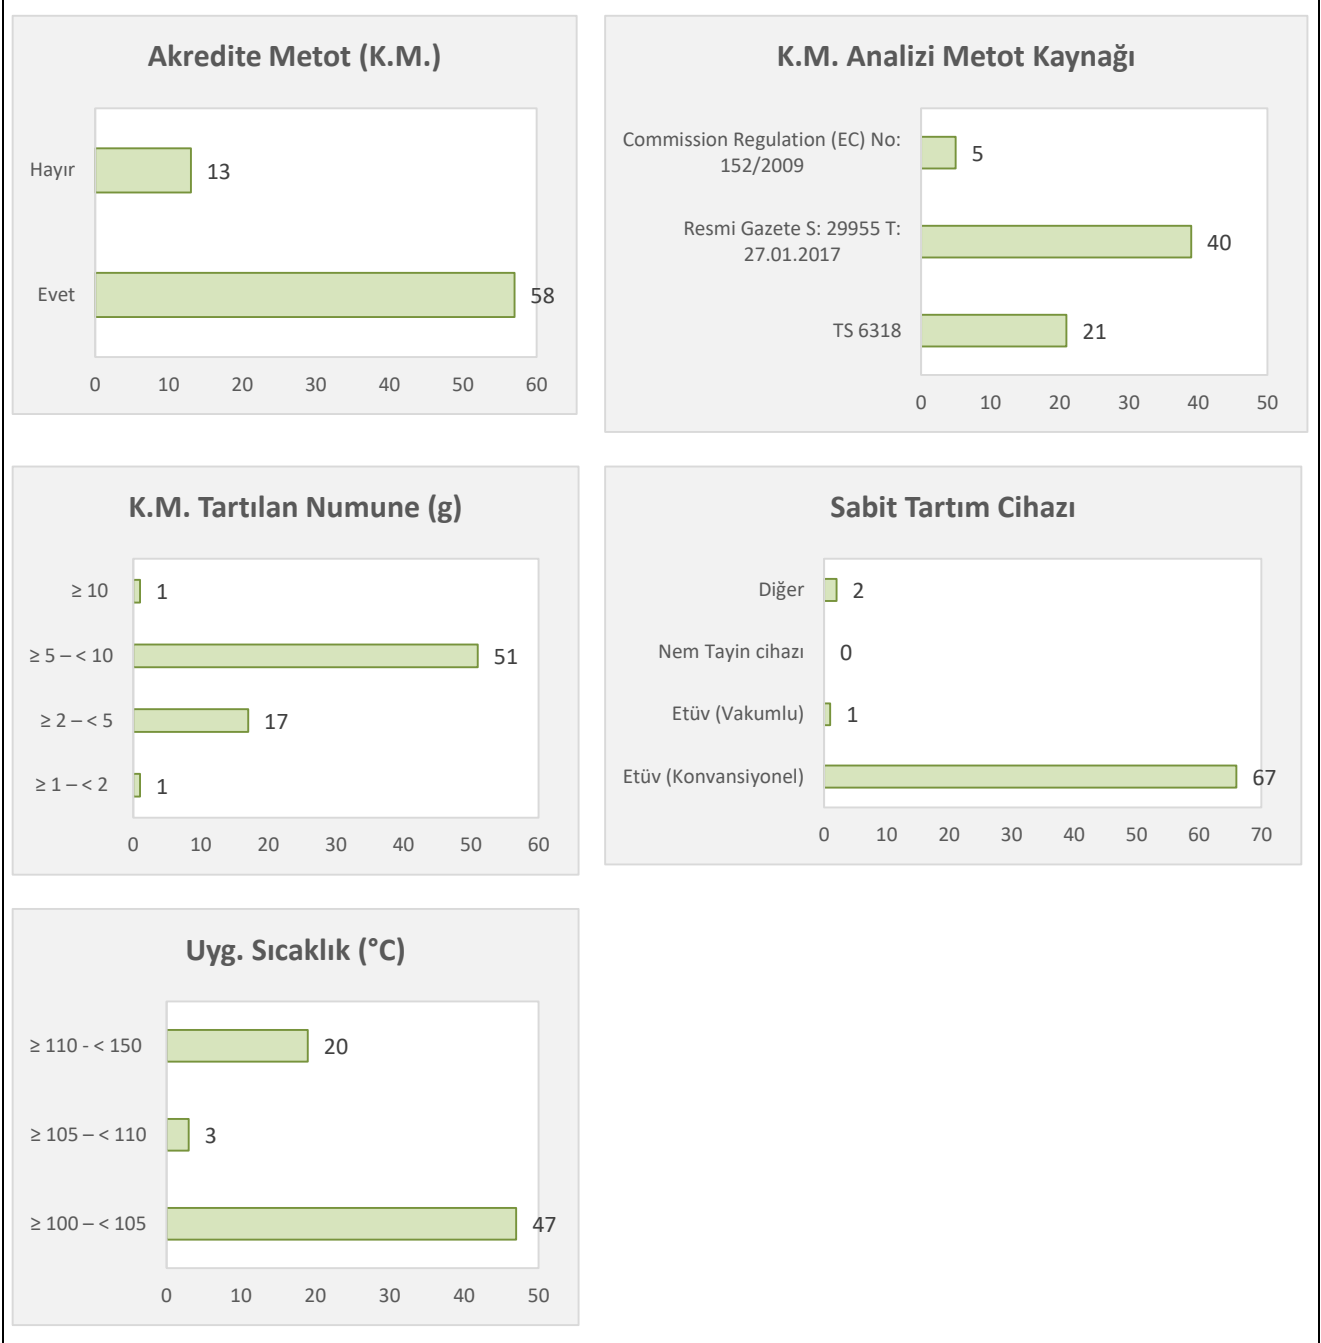 Akredite Metot (K.M.)
Hayır
13
Evet
58
0 10 20 30 40 50 60
K.M. Analizi Metot Kaynağı
Commission Regulation (EC) No:
152/2009
5
Resmi Gazete S: 29955 T:
27.01.2017
40
TS 6318
21
0 10 20 30 40 50
K.M. Tartılan Numune (g)
≥ 10
1
≥ 5 – < 10
51
≥ 2 – < 5
17
≥ 1 – < 2
1
0 10 20 30 40 50 60
Sabit Tartım Cihazı
Diğer
2
Nem Tayin cihazı
0
Etüv (Vakumlu)
1
Etüv (Konvansiyonel)
67
0 10 20 30 40 50 60 70
Uyg. Sıcaklık (°C)
≥ 110 - < 150
20
≥ 105 – < 110
3
≥ 100 – < 105
47
0 10 20 30 40 50